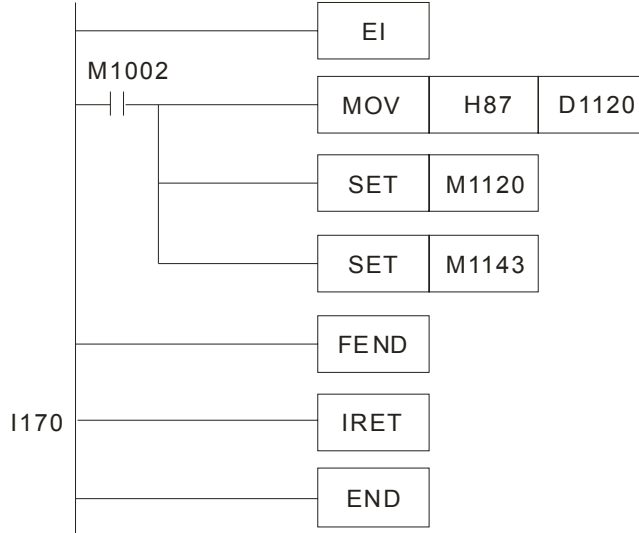 EI
M1002
MOV H87 D1120
SET M1120
SET M1143
FEND
I170 IRET
END